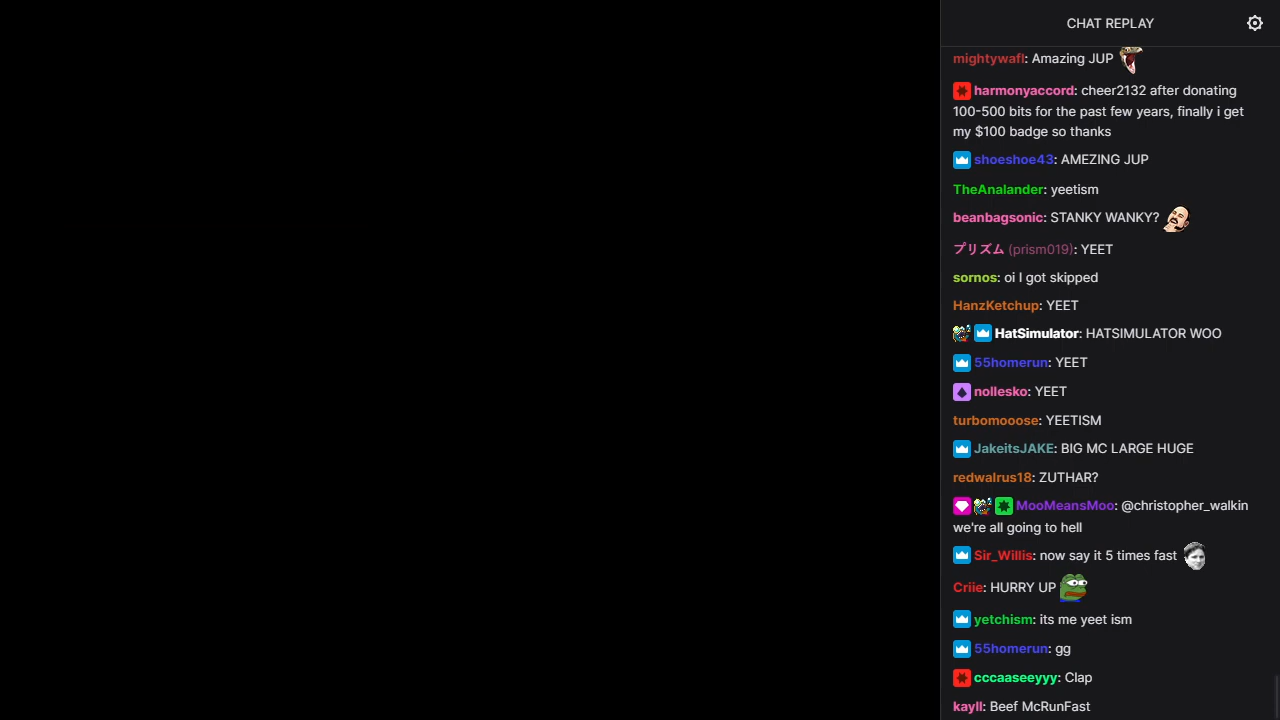 CHAT REPLAY
mightywafl: Amazing JUP
harmonyaccord: cheer2132 after donating
100-500 bits for the past few years, finally i get
my $100 badge so thanks
shoeshoe43: AMEZING JUP
TheAnalander: yeetism
beanbagsonic: STANKY WANKY?
プリズム (prism019): YEET
sornos: oi I got skipped
HanzKetchup: YEET
HatSimulator: HATSIMULATOR WOO
55homerun: YEET
nollesko: YEET
turbomooose: YEETISM
JakeitsJAKE: BIG MC LARGE HUGE
redwalrus18: ZUTHAR?
MooMeansMoo: @christopher_walkin
we're all going to hell
Sir_Willis: now say it 5 times fast
Criie: HURRY UP
yetchism: its me yeet ism
55homerun: gg
cccaaseeyyy: Clap
kayll: Beef McRunFast